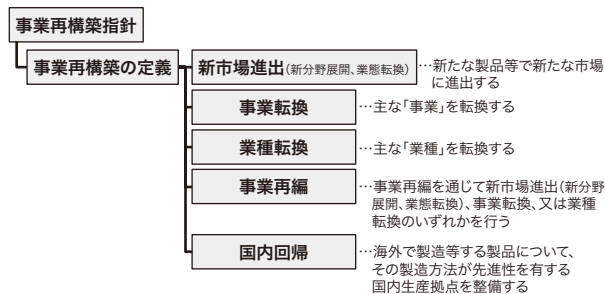 事業再構築指針
事業再構築の定義
新市場進出(新分野展開、業態転換)
…新たな製品等で新たな市場
に進出する
事業転換
…主な「事業」を転換する
業種転換
…主な「業種」を転換する
事業再編
…事業再編を通じて新市場進出(新分野
展開、業態転換)、事業転換、又は業種
転換のいずれかを行う
国内回帰
…海外で製造等する製品について、
その製造方法が先進性を有する
国内生産拠点を整備する